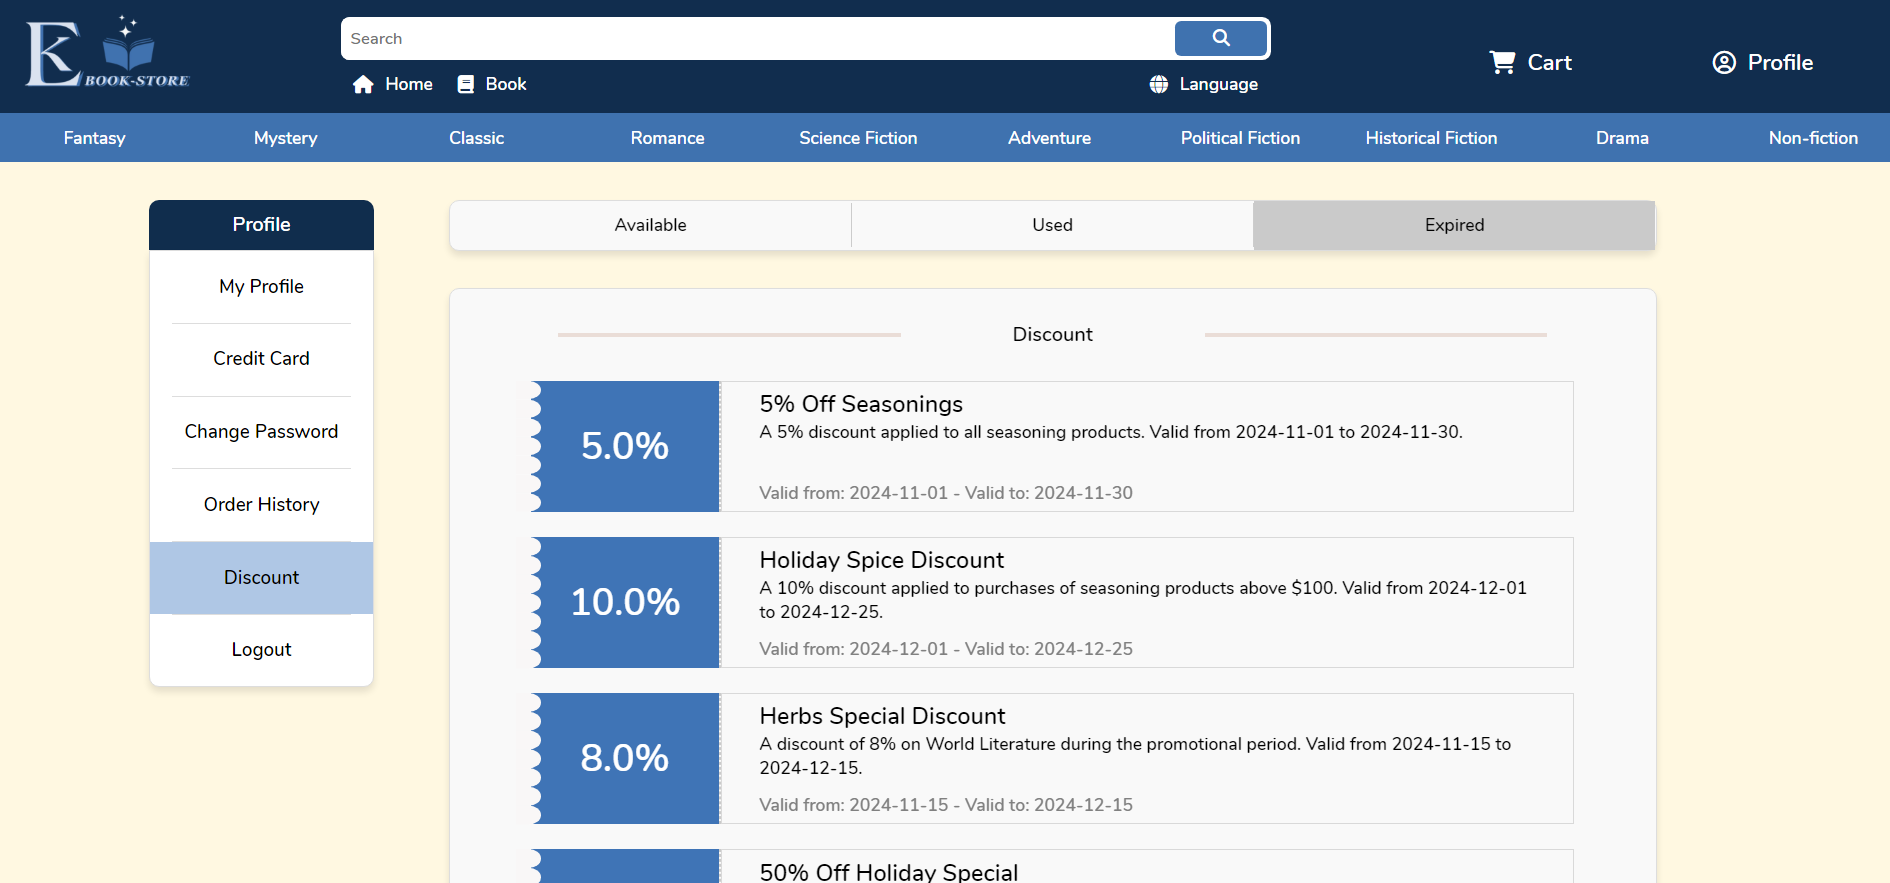 EK
BOOK-STORE
Search
Home Book Language
Cart Profile
Fantasy Mystery Classic Romance Science Fiction Adventure Political Fiction Historical Fiction Drama Non-fiction
Profile
My Profile
Credit Card
Change Password
Order History
Discount
Logout
Available Used Expired
Discount
5.0%
5% Off Seasonings
A 5% discount applied to all seasoning products. Valid from 2024-11-01 to 2024-11-30.
Valid from: 2024-11-01 - Valid to: 2024-11-30
10.0%
Holiday Spice Discount
A 10% discount applied to purchases of seasoning products above $100. Valid from 2024-12-01
to 2024-12-25.
Valid from: 2024-12-01 - Valid to: 2024-12-25
8.0%
Herbs Special Discount
A discount of 8% on World Literature during the promotional period. Valid from 2024-11-15 to
2024-12-15.
Valid from: 2024-11-15 - Valid to: 2024-12-15
50% Off Holiday Special